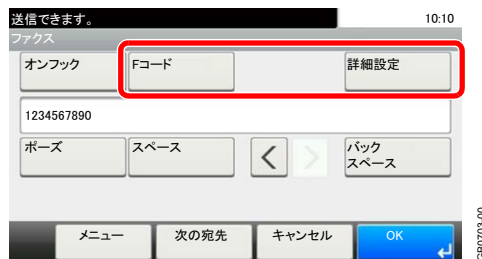 送信できます。 10:10
ファクス
オンフック Fコード 詳細設定
1234567890
ポーズ スペース バック
スペース
メニュー 次の宛先 キャンセル OK
GB0703-00